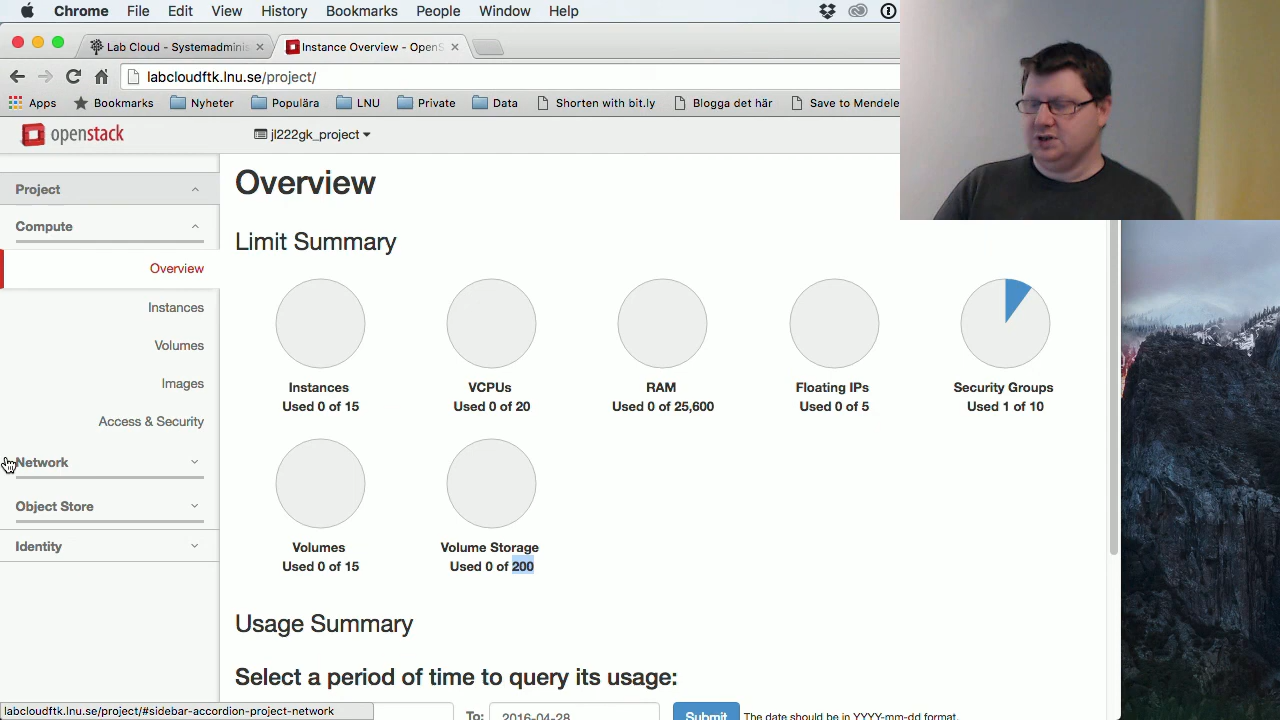 Chrome File Edit View History Bookmarks People Window Help
Lab Cloud - Systemadminis
Instance Overview - OpenS
labcloudftk.lnu.se/project/
Apps Bookmarks Nyheter Populära LNU Private Data Shorten with bit.ly Blogga det här Save to Mendele
openstack
jl222gk_project
Project
Compute
Overview
Instances
Volumes
Images
Access & Security
Network
Object Store
Identity
Overview
Limit Summary
Instances
Used 0 of 15
VCPUs
Used 0 of 20
RAM
Used 0 of 25,600
Floating IPs
Used 0 of 5
Security Groups
Used 1 of 10
Volumes
Used 0 of 15
Volume Storage
Used 0 of 200
Usage Summary
Select a period of time to query its usage:
To: 2016-04-28 Submit The date should be in YYYY-mm-dd format.
labcloudftk.lnu.se/project/#sidebar-accordion-project-network